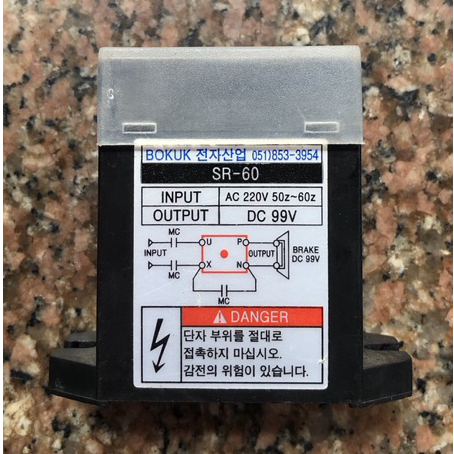 BOKUK 전자산업 051)853-3954
SR-60
INPUT AC 220V 50z~60z
OUTPUT DC 99V
MC
U P
INPUT OUTPUT BRAKE
DC 99V
MC
X N
MC
DANGER
단자 부위를 절대로
접촉하지 마십시오.
감전의 위험이 있습니다.